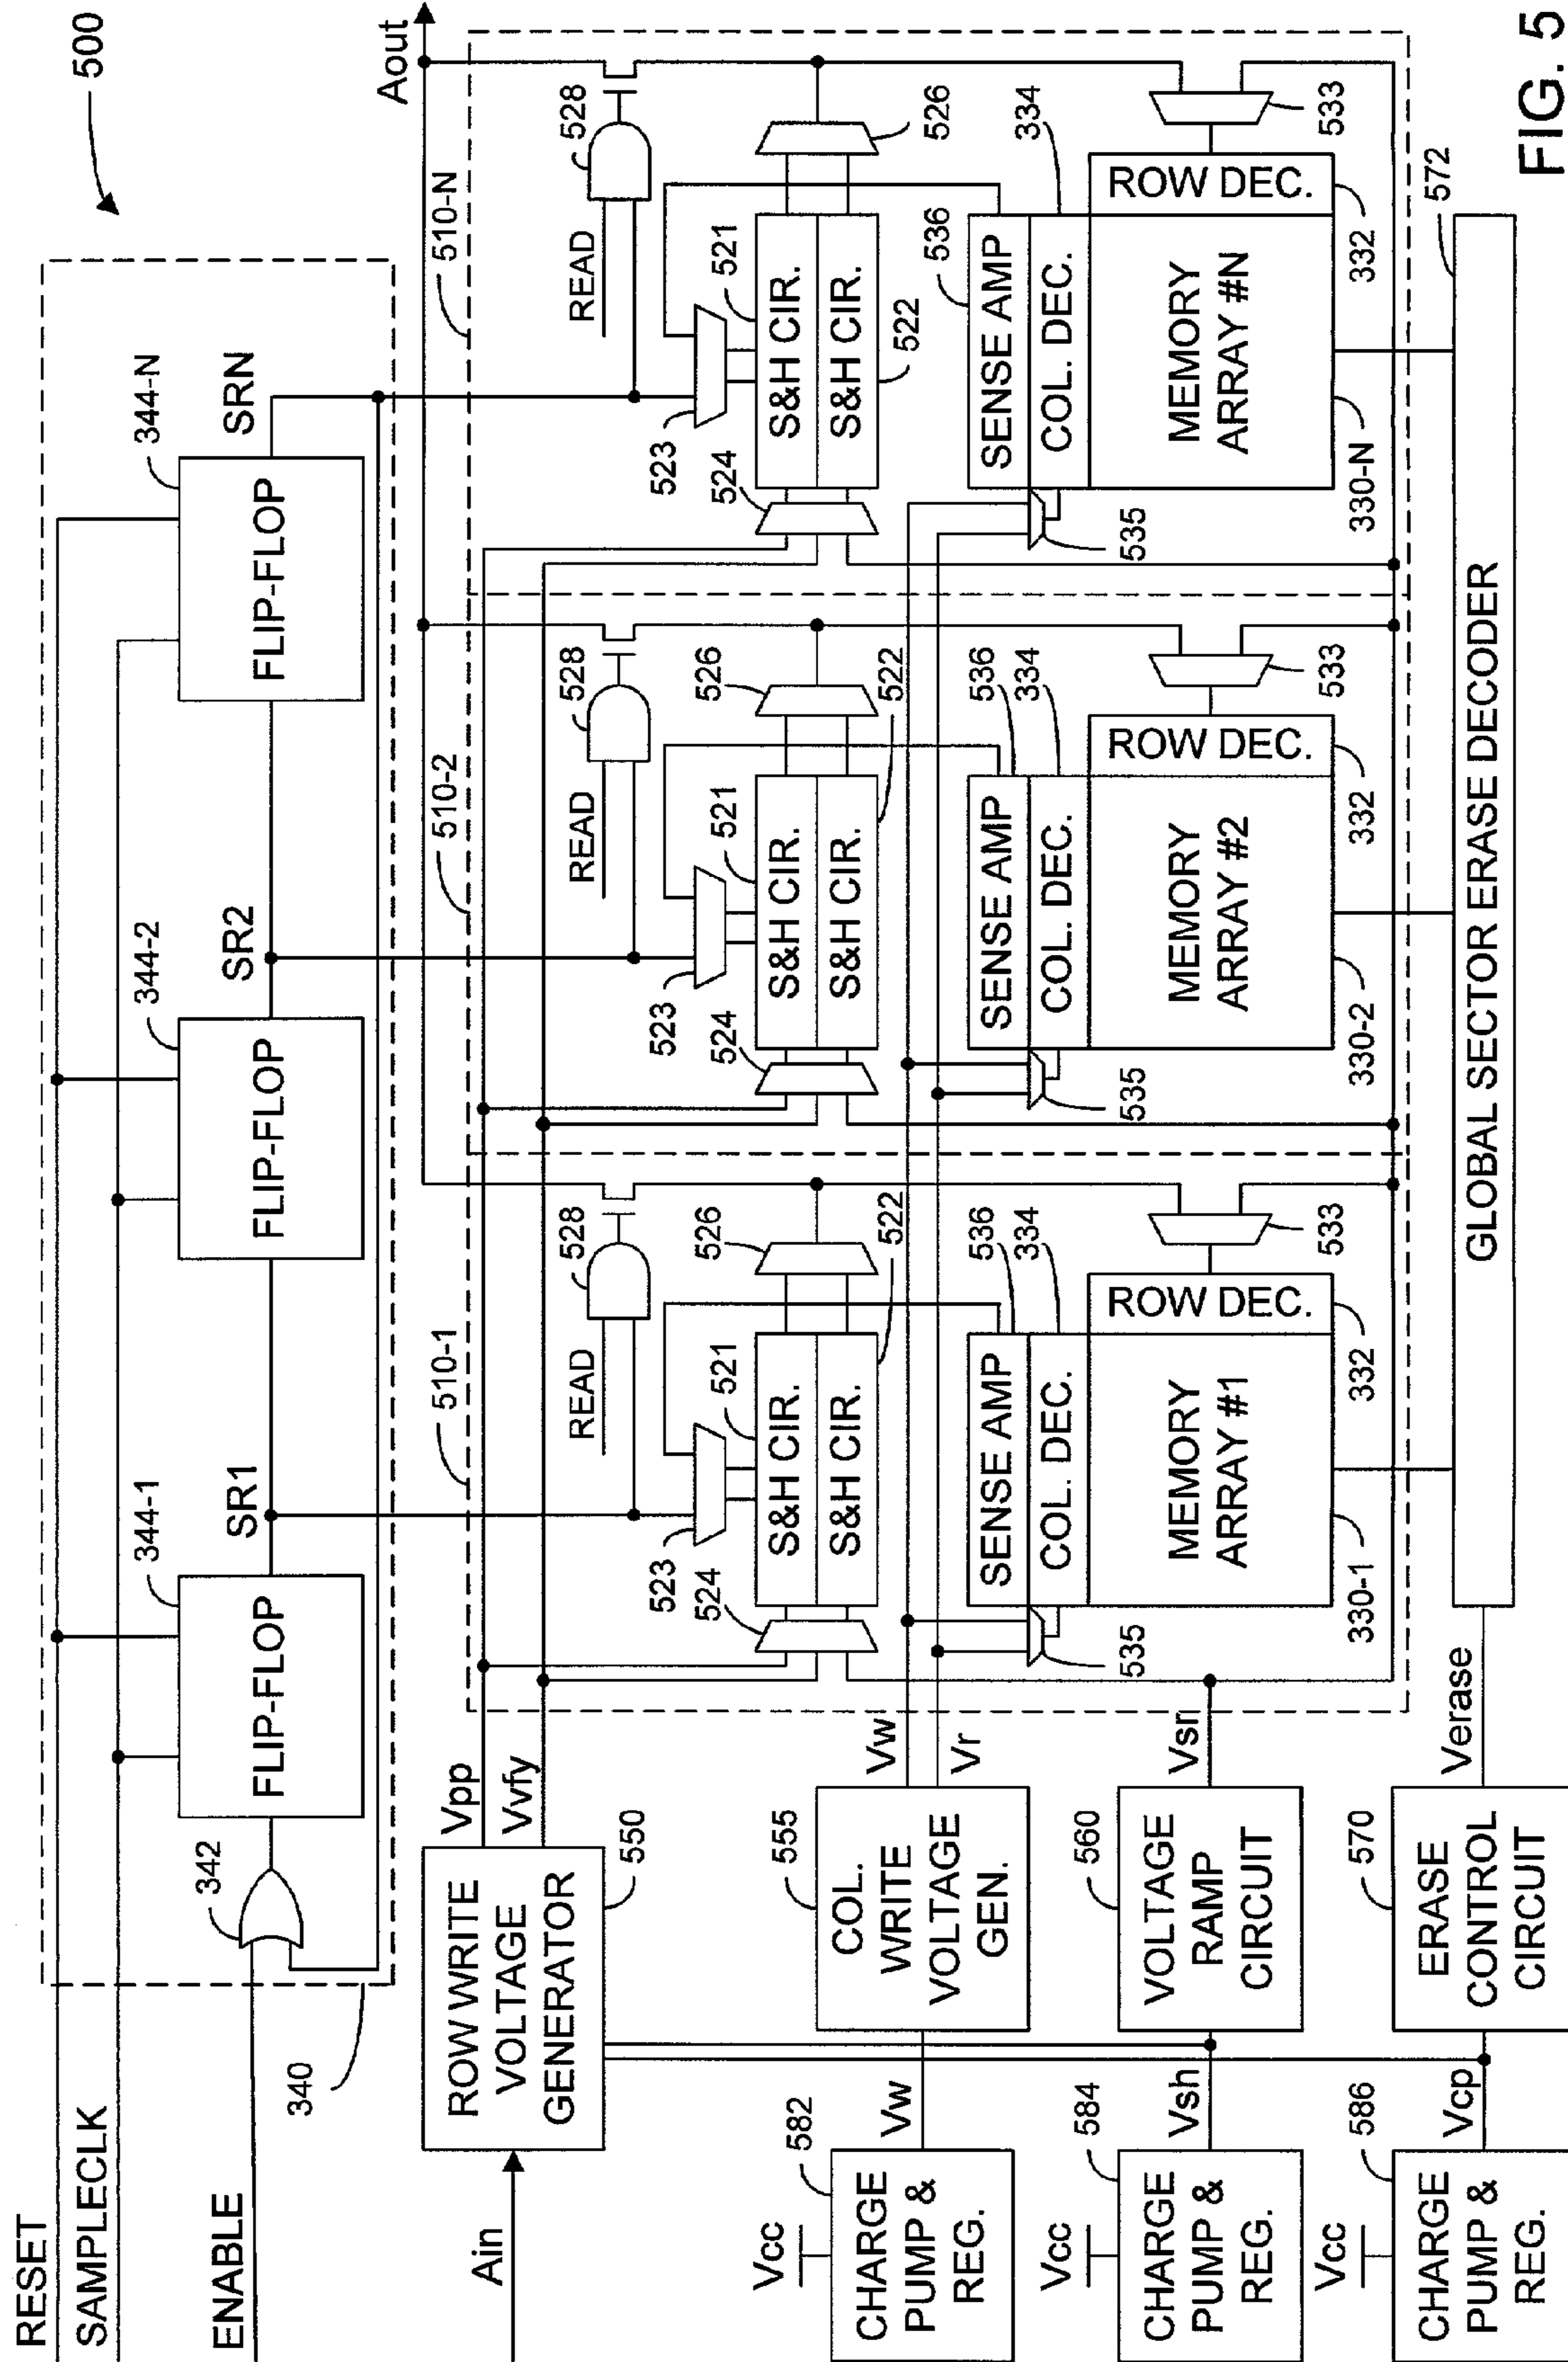 RESET
SAMPLECLK
ENABLE
340
342
344-1
FLIP-FLOP
SR1
344-2
FLIP-FLOP
SR2
344-N
FLIP-FLOP
SRN
500
Ain
ROW WRITE
VOLTAGE
GENERATOR
550
Vpp
Vvfy
Aout
510-1
READ
528
523
524
521
S&H CIR.
S&H CIR.
522
526
535
536
334
SENSE AMP
COL. DEC.
MEMORY
ARRAY #1
ROW DEC.
533
330-1
332
510-2
READ
528
523
524
521
S&H CIR.
S&H CIR.
522
526
535
536
334
SENSE AMP
COL. DEC.
MEMORY
ARRAY #2
ROW DEC.
533
330-2
332
510-N
READ
528
523
524
521
S&H CIR.
S&H CIR.
522
526
535
536
334
SENSE AMP
COL. DEC.
MEMORY
ARRAY #N
ROW DEC.
533
330-N
332
Vcc
CHARGE
PUMP &
REG.
582
Vw
COL.
WRITE
VOLTAGE
GEN.
555
Vw
Vr
Vcc
CHARGE
PUMP &
REG.
584
Vsh
VOLTAGE
RAMP
CIRCUIT
560
Vsr
Vcc
CHARGE
PUMP &
REG.
586
Vcp
ERASE
CONTROL
CIRCUIT
570
Verase
GLOBAL SECTOR ERASE DECODER
572
FIG. 5